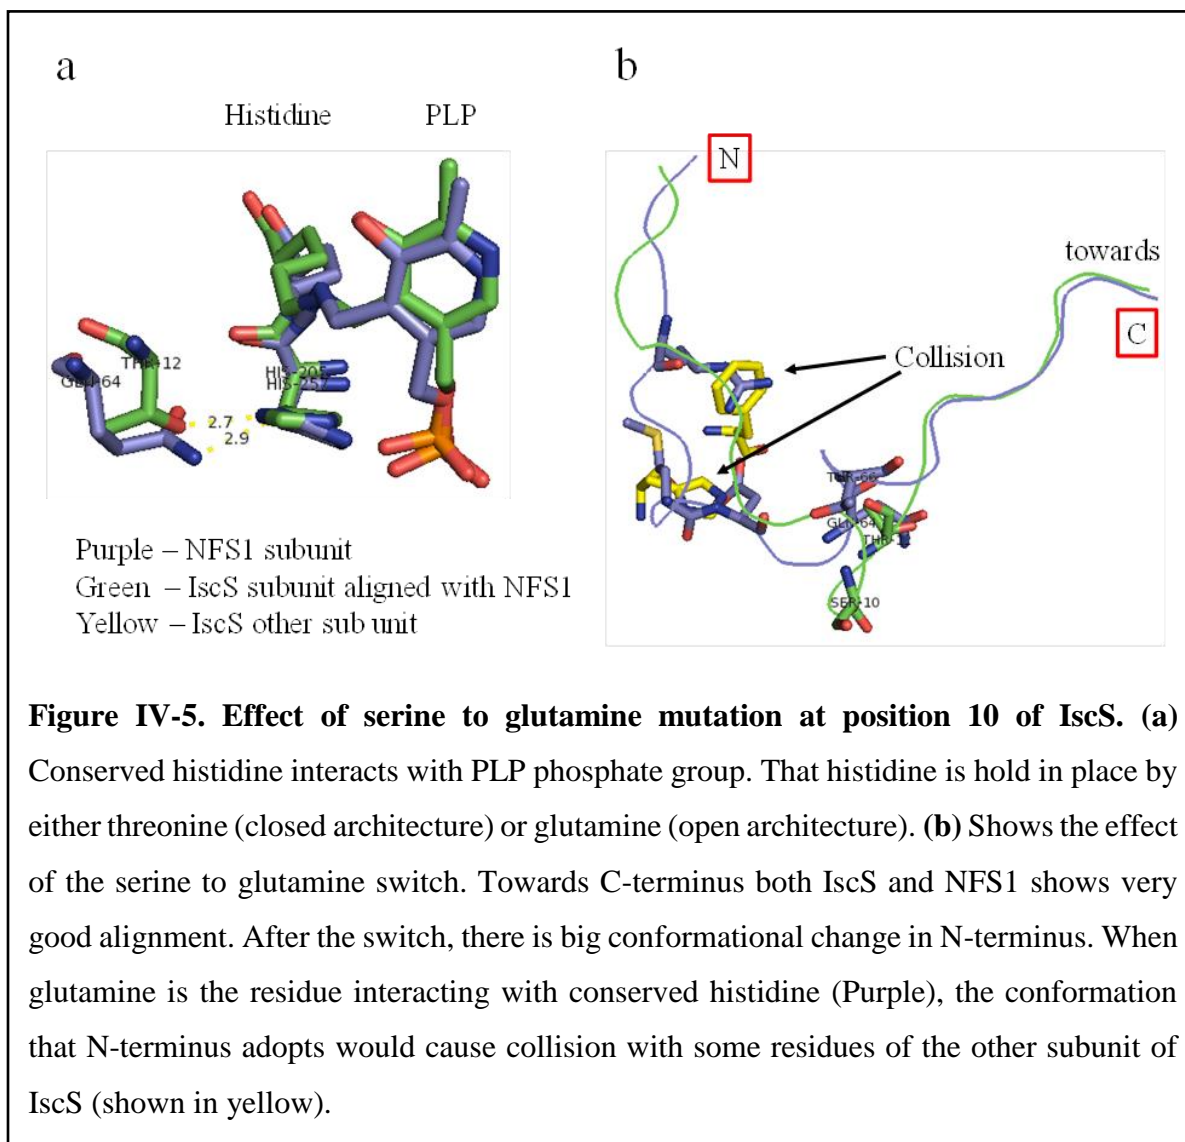 a
b
Histidine
PLP
N
towards
C
Collision
THR-12
GLN-64
HIS-205
HIS-257
2.7
2.9
THR-66
GLN-64
THR-12
SER-10
Purple – NFS1 subunit
Green – IscS subunit aligned with NFS1
Yellow – IscS other sub unit
Figure IV-5. Effect of serine to glutamine mutation at position 10 of IscS. (a)
Conserved histidine interacts with PLP phosphate group. That histidine is hold in place by
either threonine (closed architecture) or glutamine (open architecture). (b) Shows the effect
of the serine to glutamine switch. Towards C-terminus both IscS and NFS1 shows very
good alignment. After the switch, there is big conformational change in N-terminus. When
glutamine is the residue interacting with conserved histidine (Purple), the conformation
that N-terminus adopts would cause collision with some residues of the other subunit of
IscS (shown in yellow).